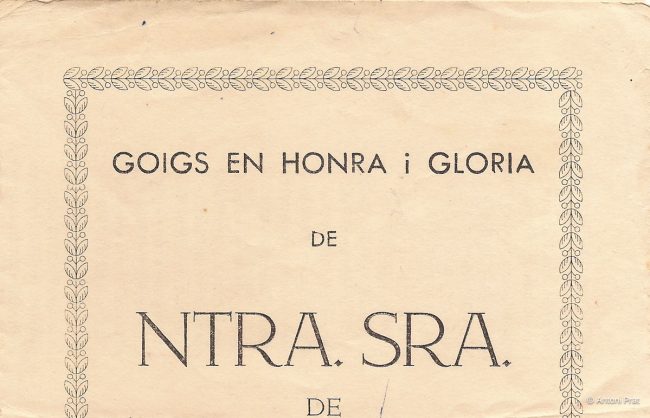 GOIGS EN HONRA i GLORIA
DE
NTRA. SRA.
DE
© Antoni Prat